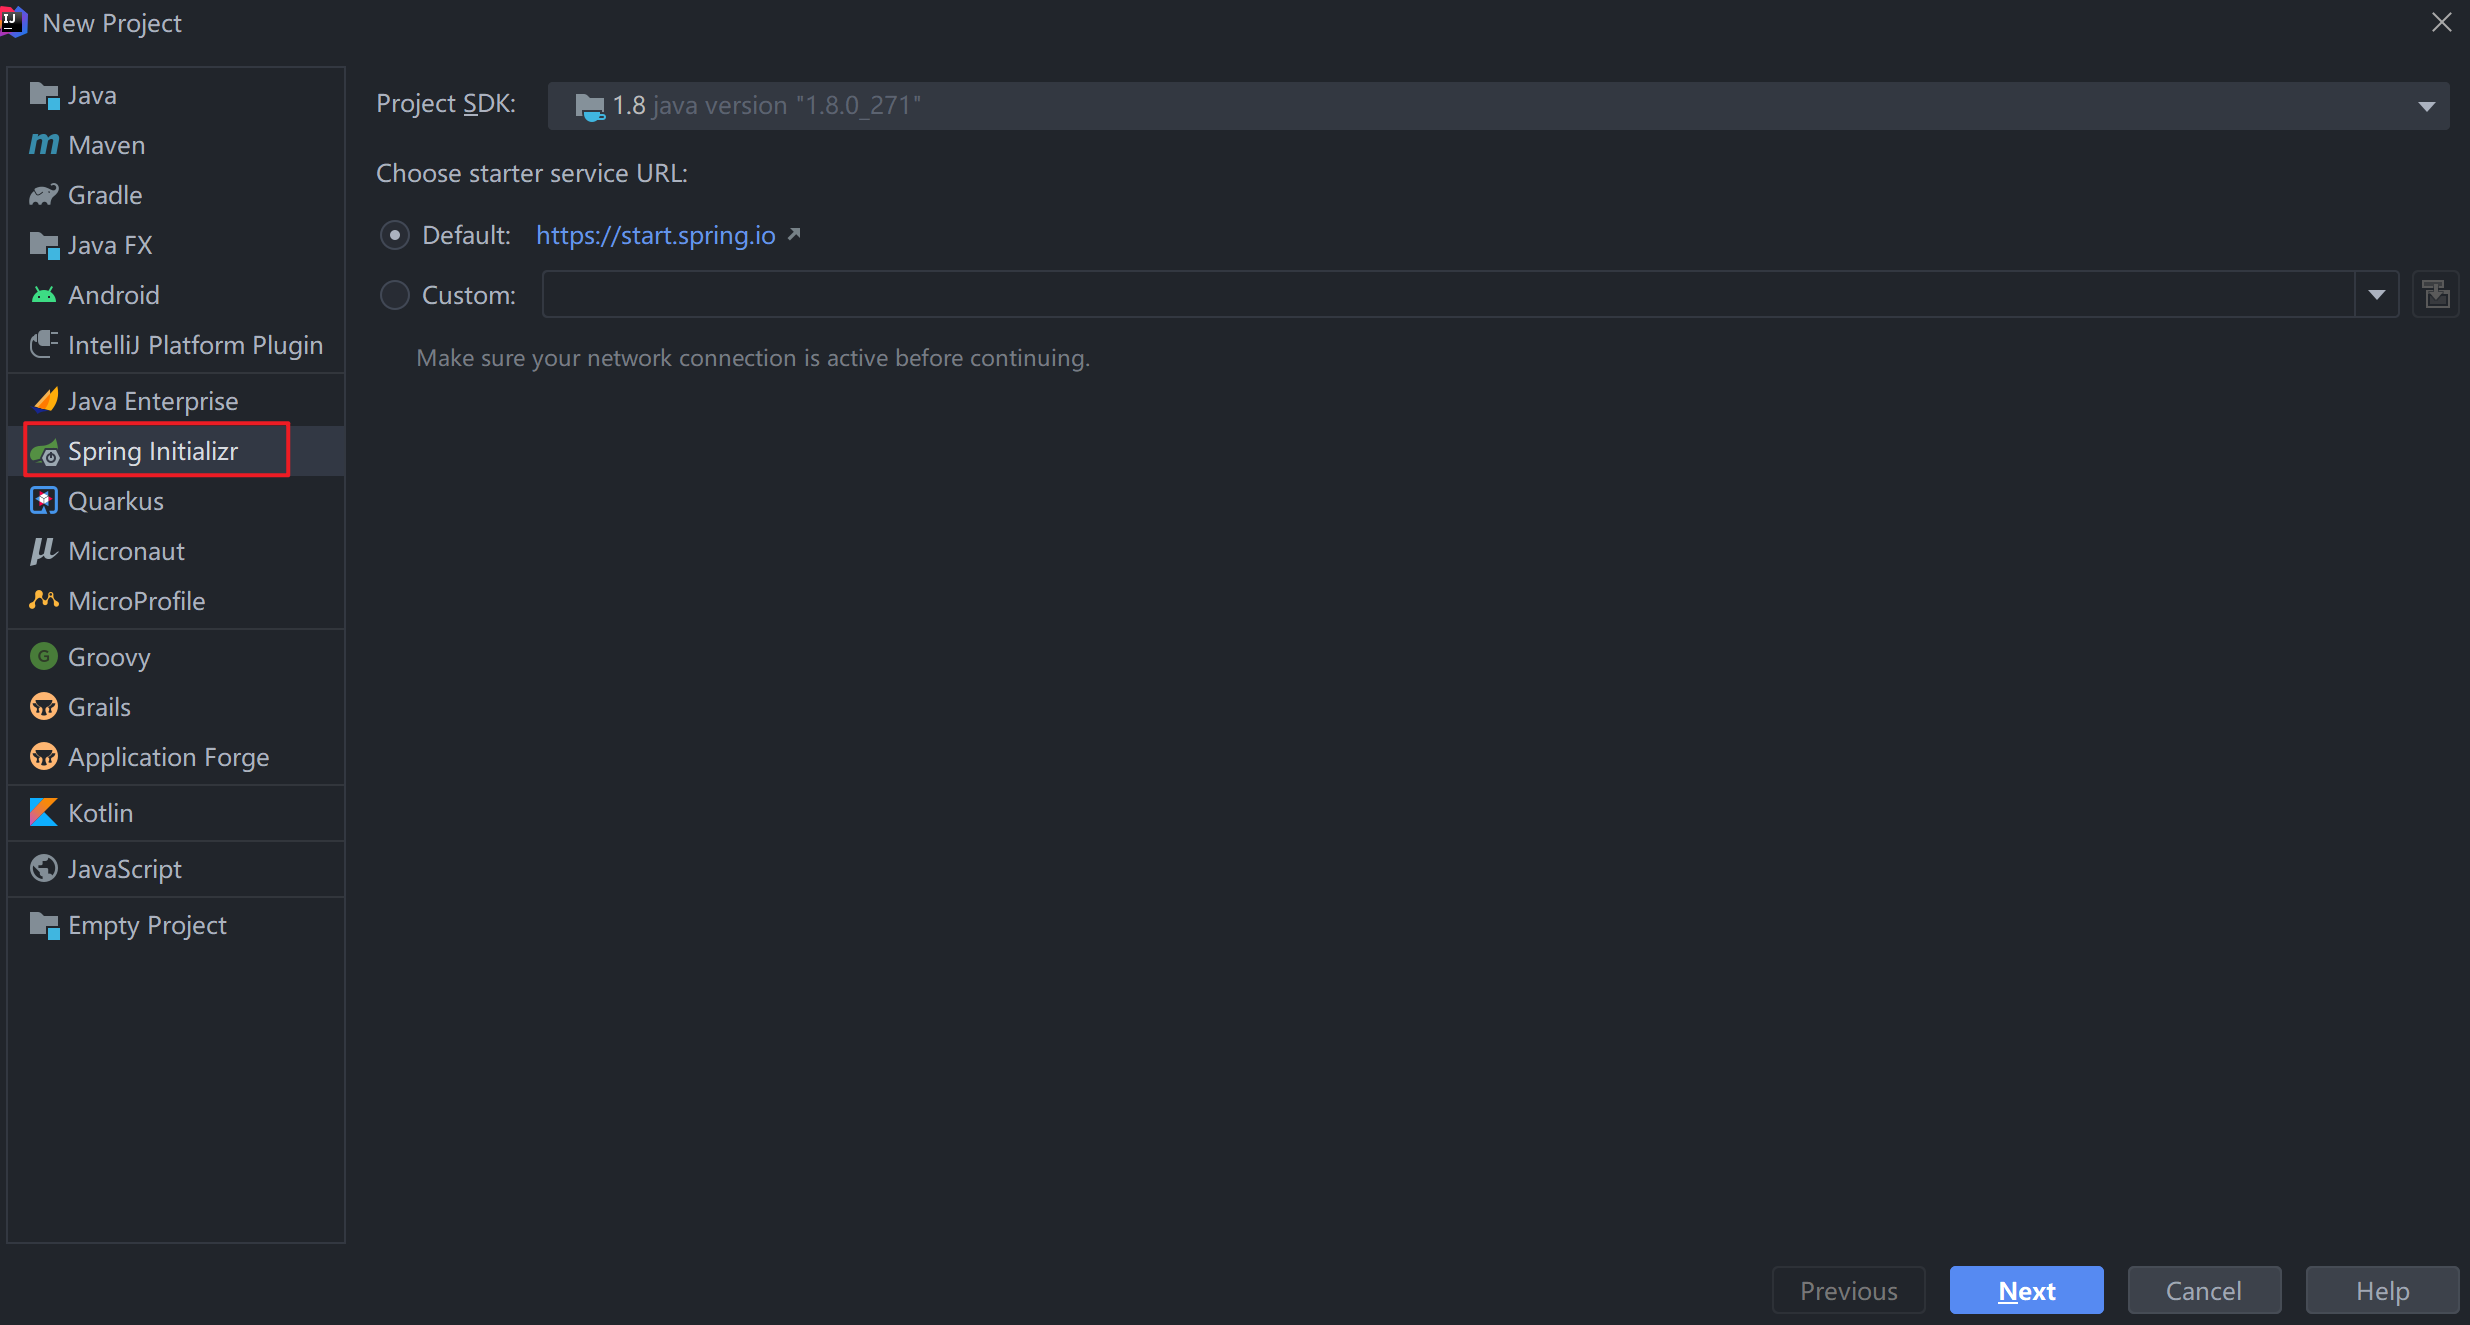 New Project
Java
Maven
Gradle
Java FX
Android
IntelliJ Platform Plugin
Java Enterprise
Spring Initializr
Quarkus
Micronaut
MicroProfile
Groovy
Grails
Application Forge
Kotlin
JavaScript
Empty Project
Project SDK: 1.8 java version "1.8.0_271"
Choose starter service URL:
Default: https://start.spring.io
Custom:
Make sure your network connection is active before continuing.
Previous Next Cancel Help